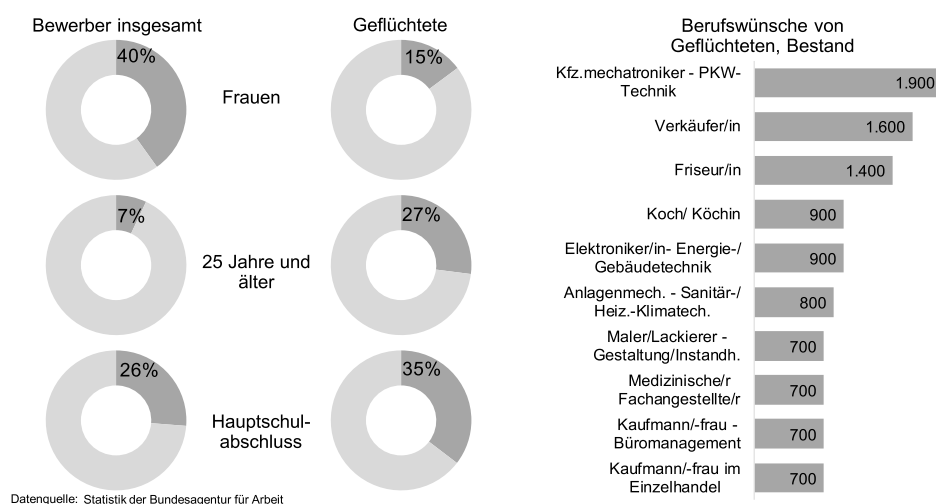 Bewerber insgesamt
Geflüchtete
40%
15%
Frauen
7%
27%
25 Jahre und
älter
26%
35%
Hauptschul-
abschluss
Datenquelle: Statistik der Bundesagentur für Arbeit
Berufswünsche von
Geflüchteten, Bestand
Kfz.mechatroniker - PKW-
Technik
1.900
Verkäufer/in
1.600
Friseur/in
1.400
Koch/ Köchin
900
Elektroniker/in- Energie-/
Gebäudetechnik
900
Anlagenmech. - Sanitär-/
Heiz.-Klimatech.
800
Maler/Lackierer -
Gestaltung/Instandh.
700
Medizinische/r
Fachangestellte/r
700
Kaufmann/-frau -
Büromanagement
700
Kaufmann/-frau im
Einzelhandel
700